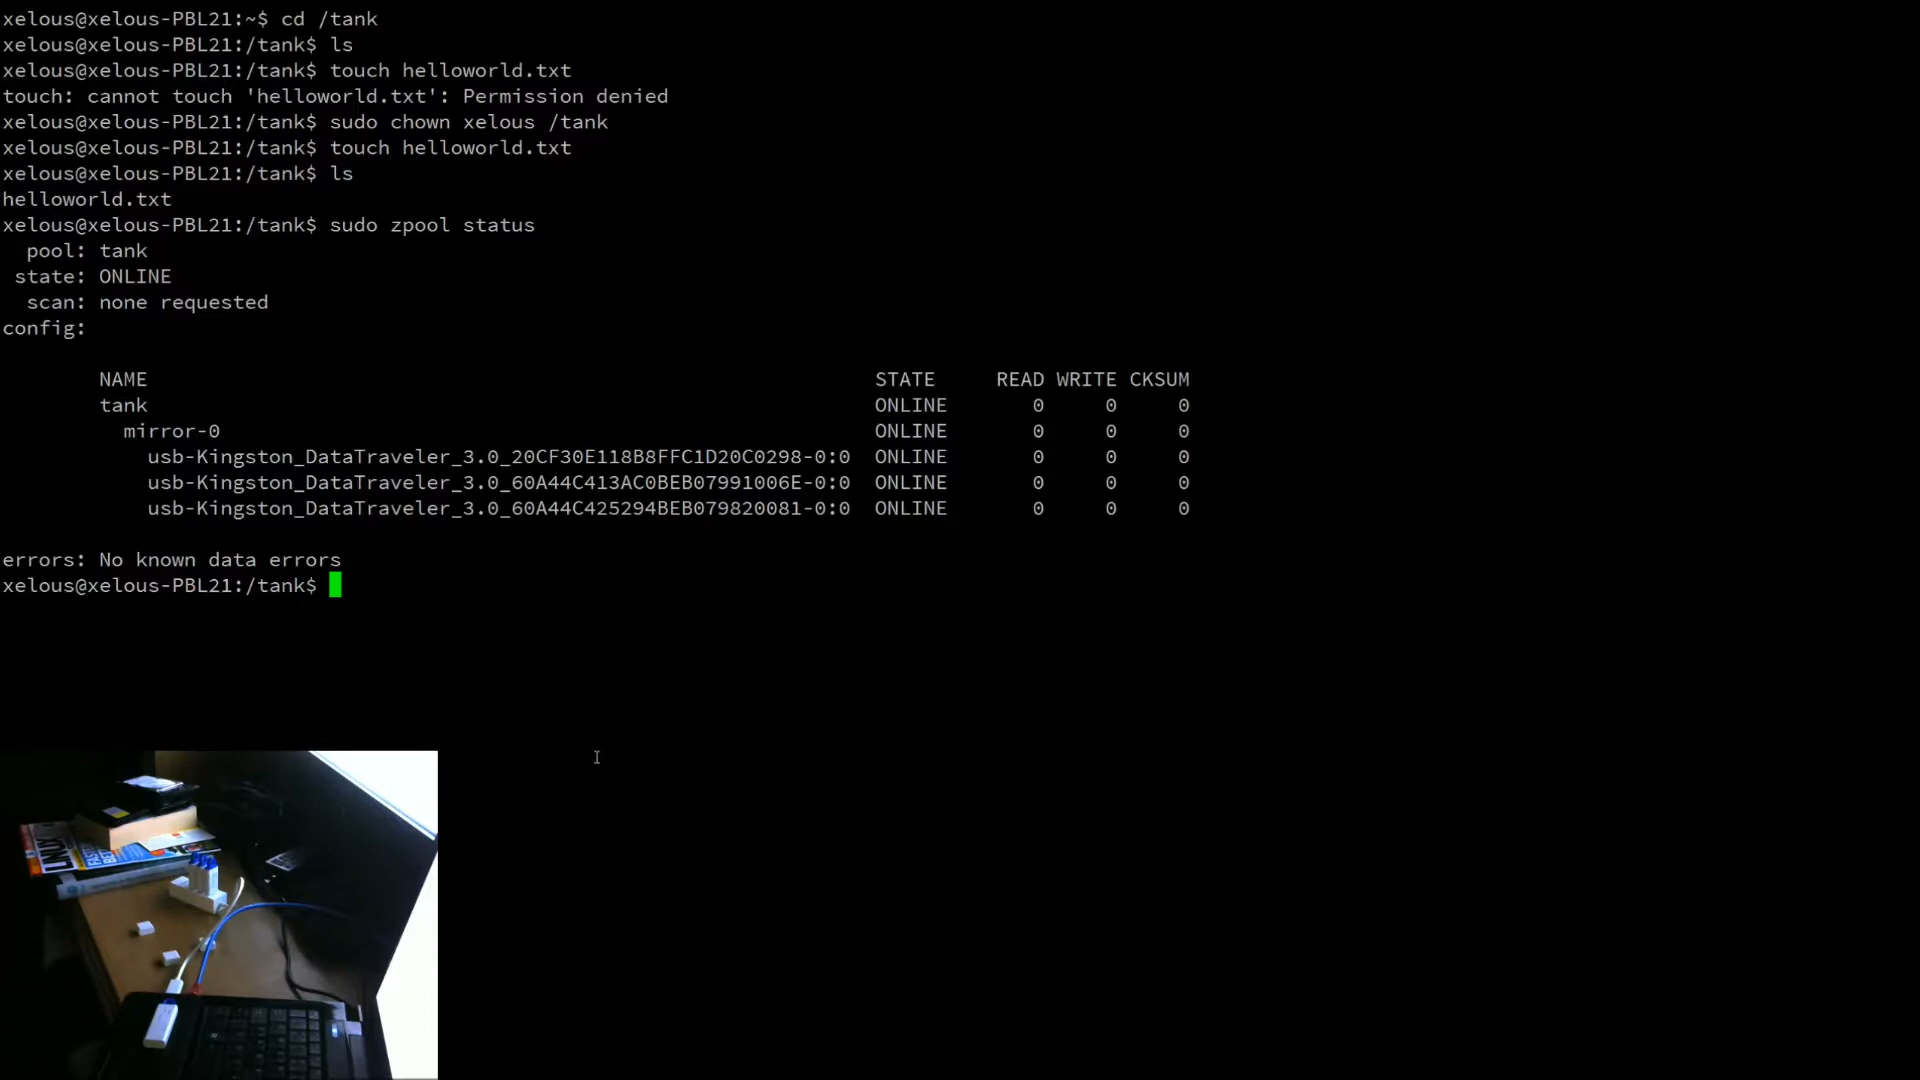 xelous@xelous-PBL21:~$ cd /tank
xelous@xelous-PBL21:/tank$ ls
xelous@xelous-PBL21:/tank$ touch helloworld.txt
touch: cannot touch 'helloworld.txt': Permission denied
xelous@xelous-PBL21:/tank$ sudo chown xelous /tank
xelous@xelous-PBL21:/tank$ touch helloworld.txt
xelous@xelous-PBL21:/tank$ ls
helloworld.txt
xelous@xelous-PBL21:/tank$ sudo zpool status
pool: tank
state: ONLINE
scan: none requested
config:
NAME STATE READ WRITE CKSUM
tank ONLINE 0 0 0
mirror-0 ONLINE 0 0 0
usb-Kingston_DataTraveler_3.0_20CF30E118B8FFC1D20C0298-0:0 ONLINE 0 0 0
usb-Kingston_DataTraveler_3.0_60A44C413AC0BEB07991006E-0:0 ONLINE 0 0 0
usb-Kingston_DataTraveler_3.0_60A44C425294BEB079820081-0:0 ONLINE 0 0 0
errors: No known data errors
xelous@xelous-PBL21:/tank$
LINUX